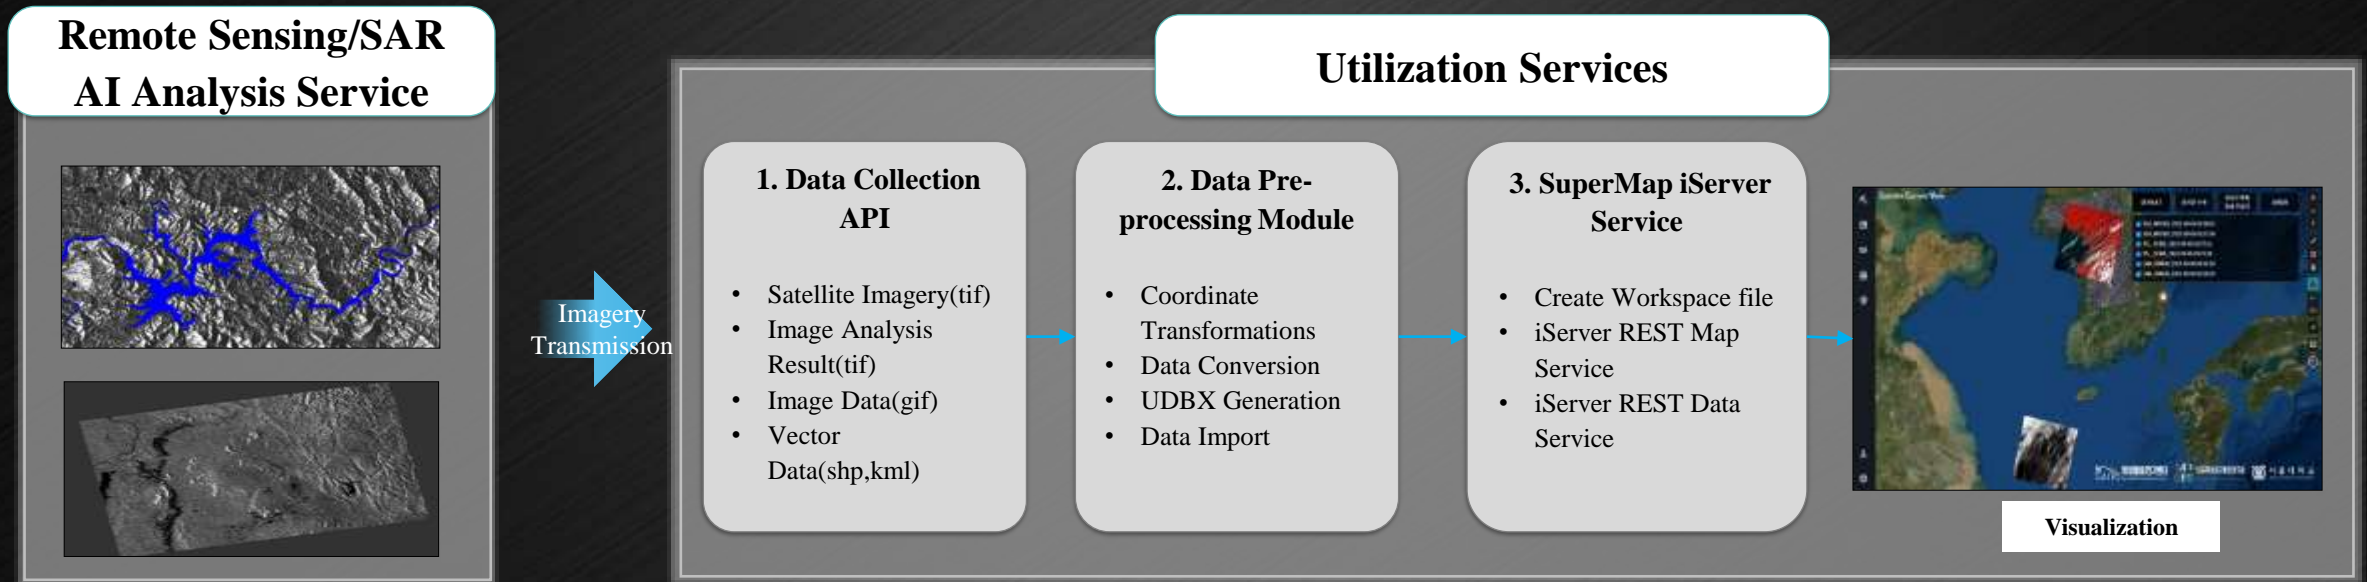 Remote Sensing/SAR
AI Analysis Service
Imagery
Transmission
Utilization Services
1. Data Collection
API
• Satellite Imagery(tif)
• Image Analysis
Result(tif)
• Image Data(gif)
• Vector
Data(shp,kml)
2. Data Pre-
processing Module
• Coordinate
Transformations
• Data Conversion
• UDBX Generation
• Data Import
3. SuperMap iServer
Service
• Create Workspace file
• iServer REST Map
Service
• iServer REST Data
Service
Visualization